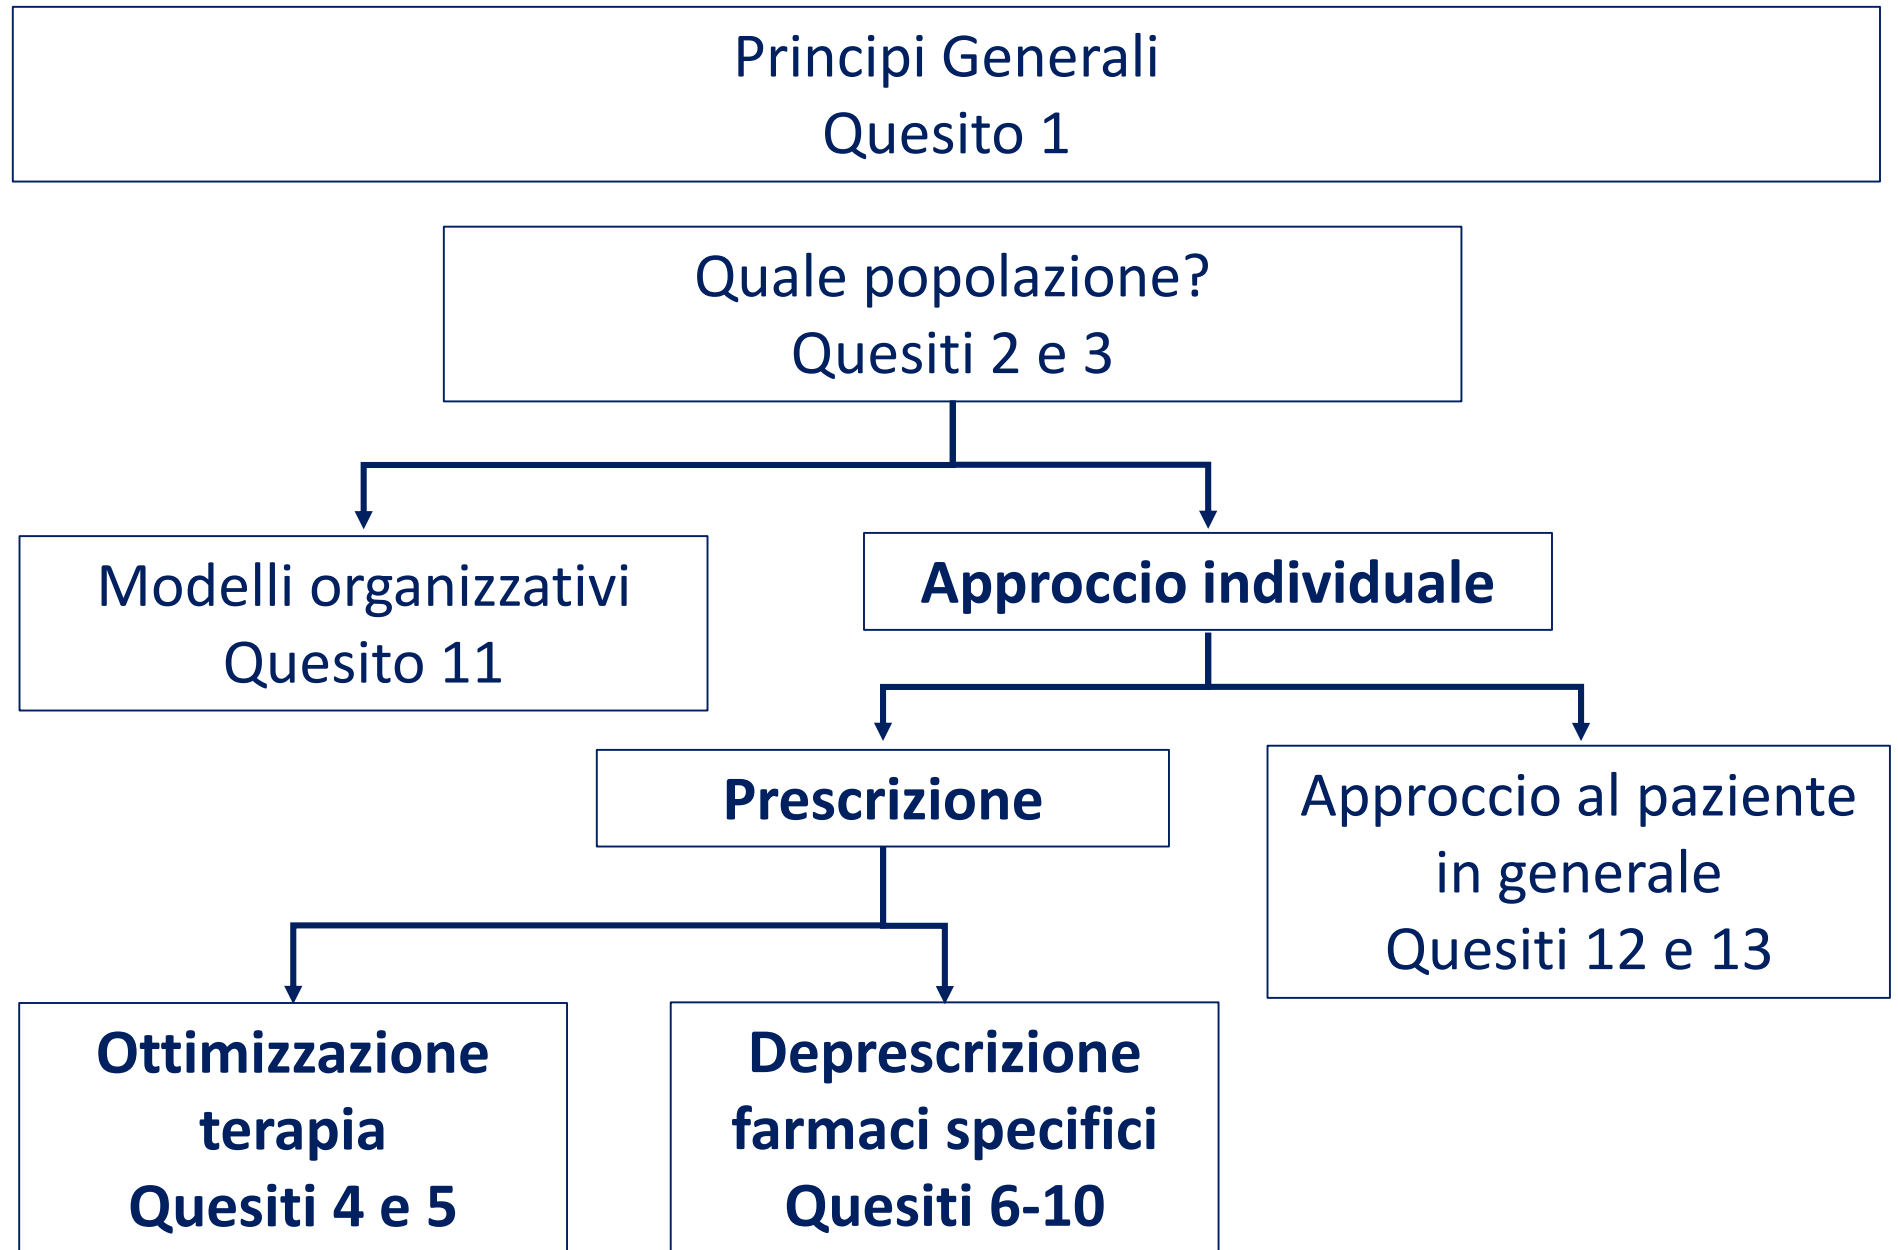 Principi Generali
Quesito 1
Quale popolazione?
Quesiti 2 e 3
Modelli organizzativi
Quesito 11
Approccio individuale
Prescrizione
Approccio al paziente
in generale
Quesiti 12 e 13
Ottimizzazione
terapia
Quesiti 4 e 5
Deprescrizione
farmaci specifici
Quesiti 6-10